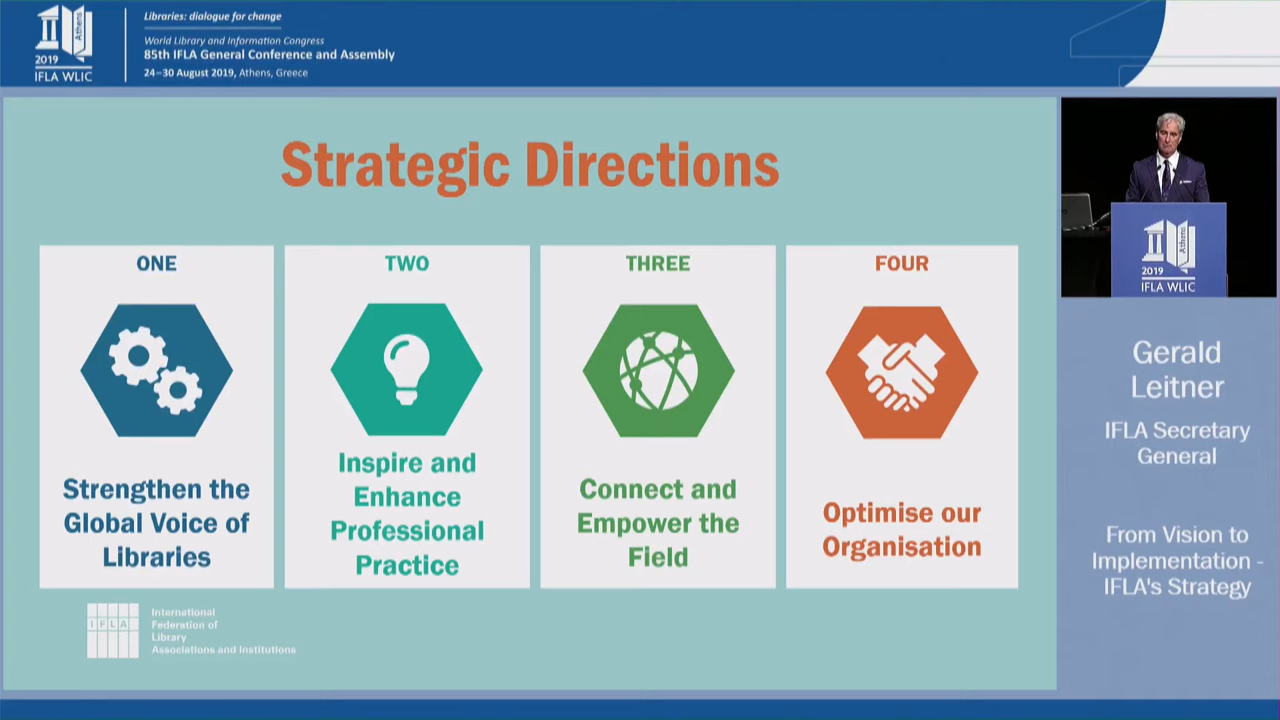 Athens
2019
IFLA WLIC
Libraries: dialogue for change
World Library and Information Congress
85th IFLA General Conference and Assembly
24–30 August 2019, Athens, Greece
Strategic Directions
ONE
Strengthen the
Global Voice of
Libraries
TWO
Inspire and
Enhance
Professional
Practice
THREE
Connect and
Empower the
Field
FOUR
Optimise our
Organisation
IFLA
International
Federation of
Library
Associations and Institutions
Athens
2019
IFLA WLIC
Gerald
Leitner
IFLA Secretary
General
From Vision to
Implementation -
IFLA's Strategy